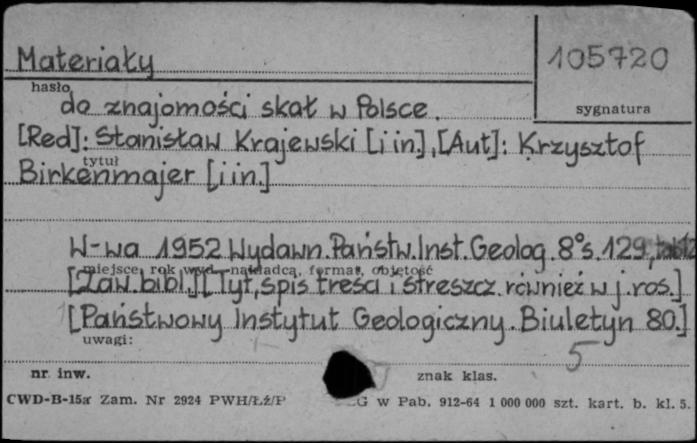 Materiały
105720
hasło
do znajomości skał w Polsce.
sygnatura
[Red]: Stanisław Krajewski [i in.], [Aut]: Krzysztof
tytuł
Birkenmajer [i in.]
W-wa 1952 Wydawn. Państw. Inst. Geolog. 8° s. 129,
miejsce, rok wyd. nakładca, format, objętość
[Zaw. bibl.] [Tyt, spis treści i streszcz. również w j. ros.]
[Państwowy Instytut Geologiczny. Biuletyn 80.]
uwagi:
5
nr inw.
znak klas.
CWD-B-15a Zam. Nr 2924 PWH/Łź/P G w Pab. 912-64 1 000 000 szt. kart. b. kl. 5.